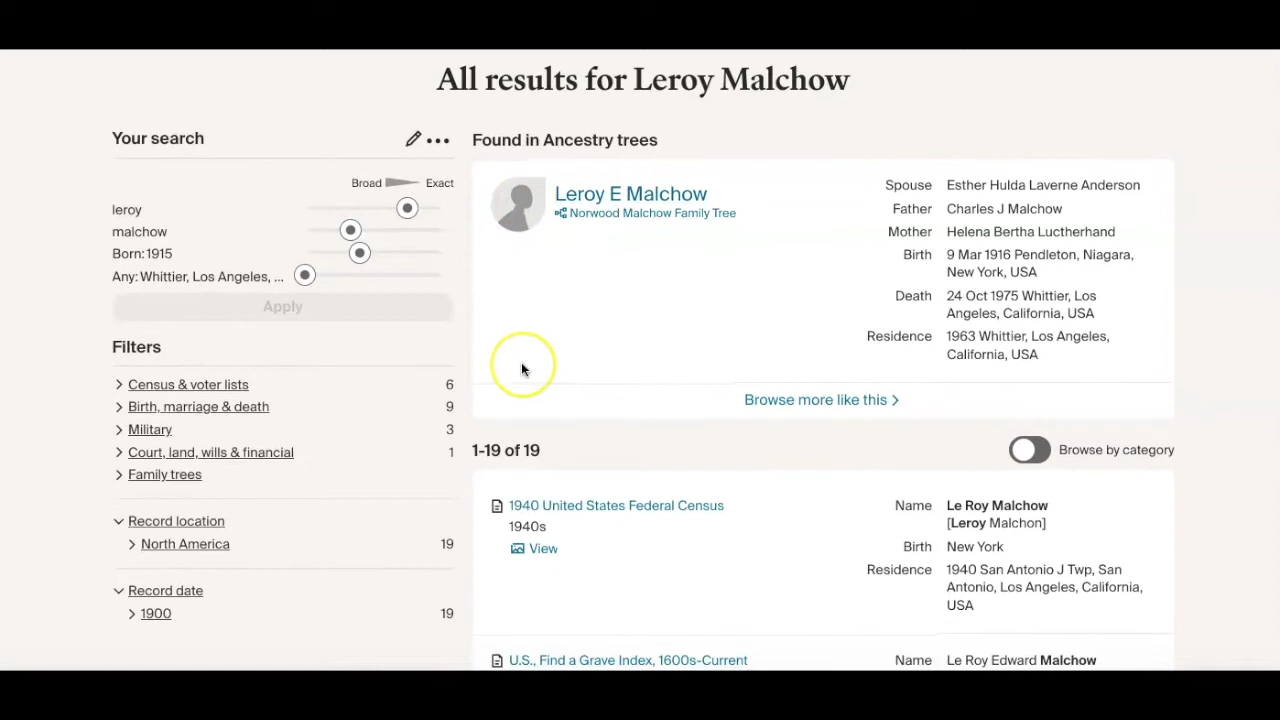 All results for Leroy Malchow
Your search
Broad Exact
leroy
malchow
Born: 1915
Any: Whittier, Los Angeles, ...
Apply
Filters
Census & voter lists 6
Birth, marriage & death 9
Military 3
Court, land, wills & financial 1
Family trees
Record location
North America 19
Record date
1900 19
Found in Ancestry trees
Leroy E Malchow
Norwood Malchow Family Tree
Spouse Esther Hulda Laverne Anderson
Father Charles J Malchow
Mother Helena Bertha Luctherhand
Birth 9 Mar 1916 Pendleton, Niagara,
New York, USA
Death 24 Oct 1975 Whittier, Los
Angeles, California, USA
Residence 1963 Whittier, Los Angeles,
California, USA
Browse more like this
1-19 of 19
Browse by category
1940 United States Federal Census
1940s
View
Name Le Roy Malchow
[Leroy Malchon]
Birth New York
Residence 1940 San Antonio J Twp, San
Antonio, Los Angeles, California,
USA
U.S., Find a Grave Index, 1600s-Current
Name Le Roy Edward Malchow